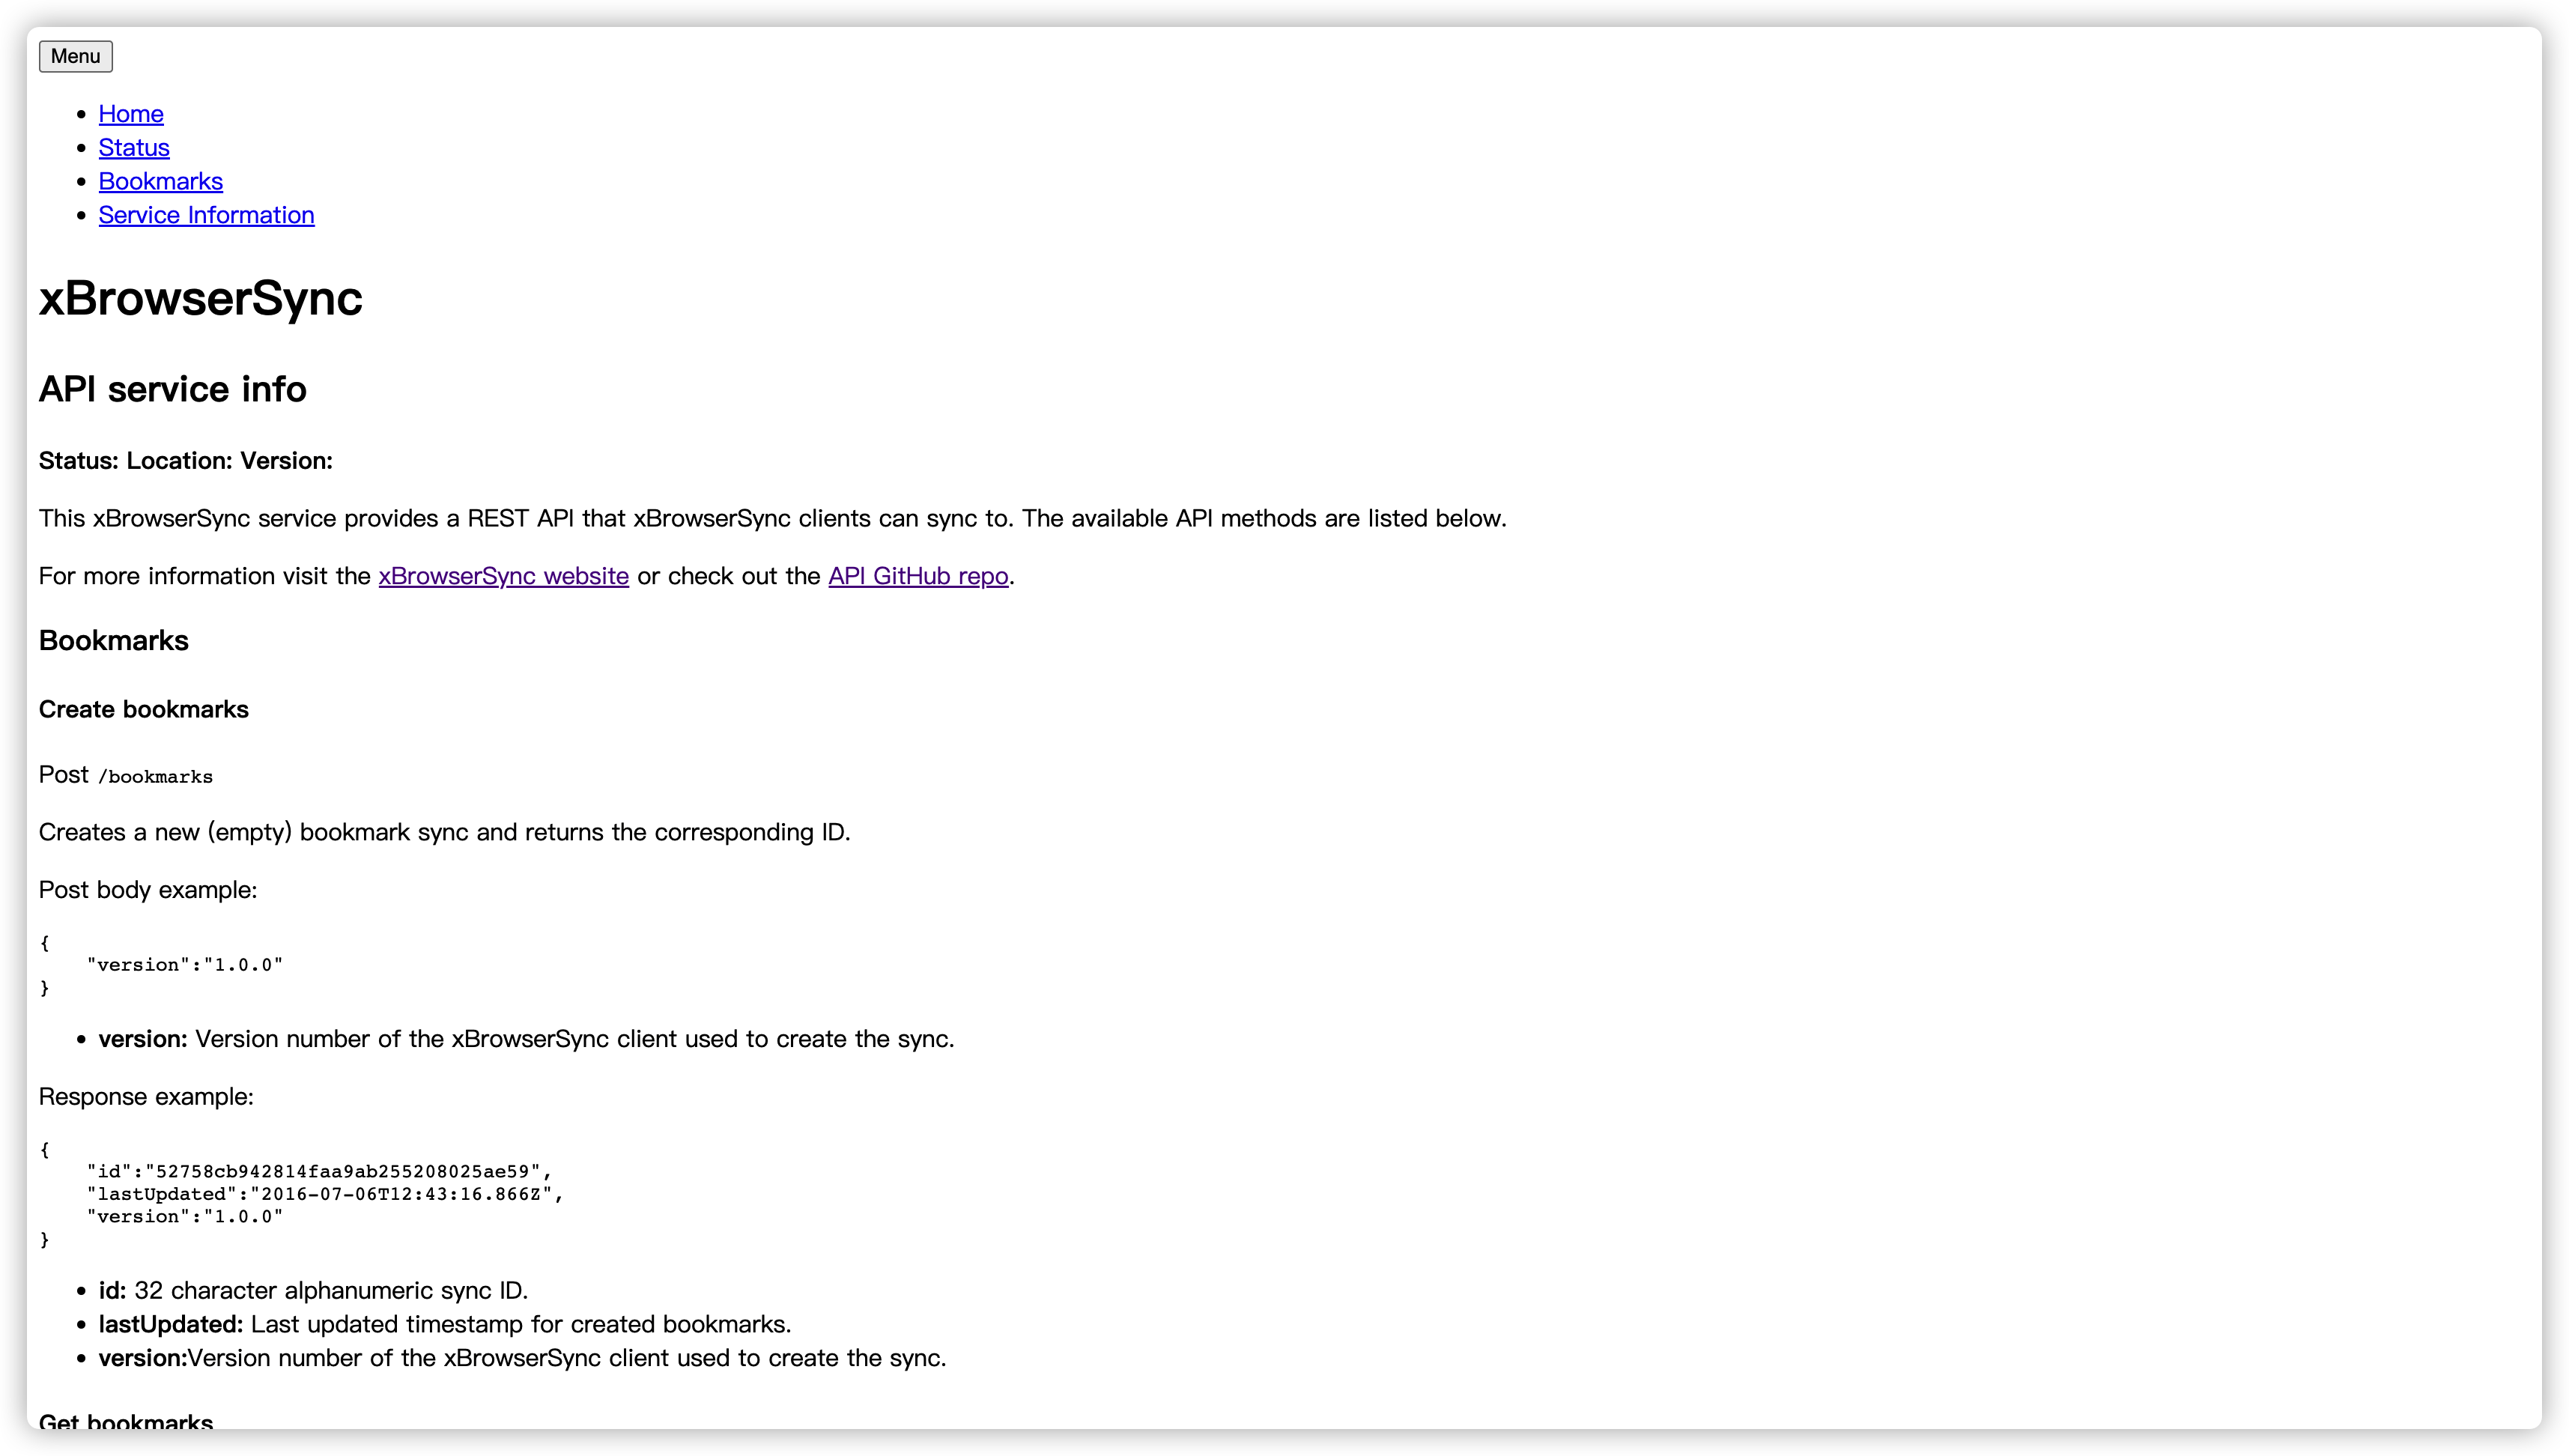 Menu
Home
Status
Bookmarks
Service Information
xBrowserSync
API service info
Status: Location: Version:
This xBrowserSync service provides a REST API that xBrowserSync clients can sync to. The available API methods are listed below.
For more information visit the xBrowserSync website or check out the API GitHub repo.
Bookmarks
Create bookmarks
Post /bookmarks
Creates a new (empty) bookmark sync and returns the corresponding ID.
Post body example:
{
    "version":"1.0.0"
}
version: Version number of the xBrowserSync client used to create the sync.
Response example:
{
    "id":"52758cb942814faa9ab255208025ae59",
    "lastUpdated":"2016-07-06T12:43:16.866Z",
    "version":"1.0.0"
}
id: 32 character alphanumeric sync ID.
lastUpdated: Last updated timestamp for created bookmarks.
version:Version number of the xBrowserSync client used to create the sync.
Get bookmarks